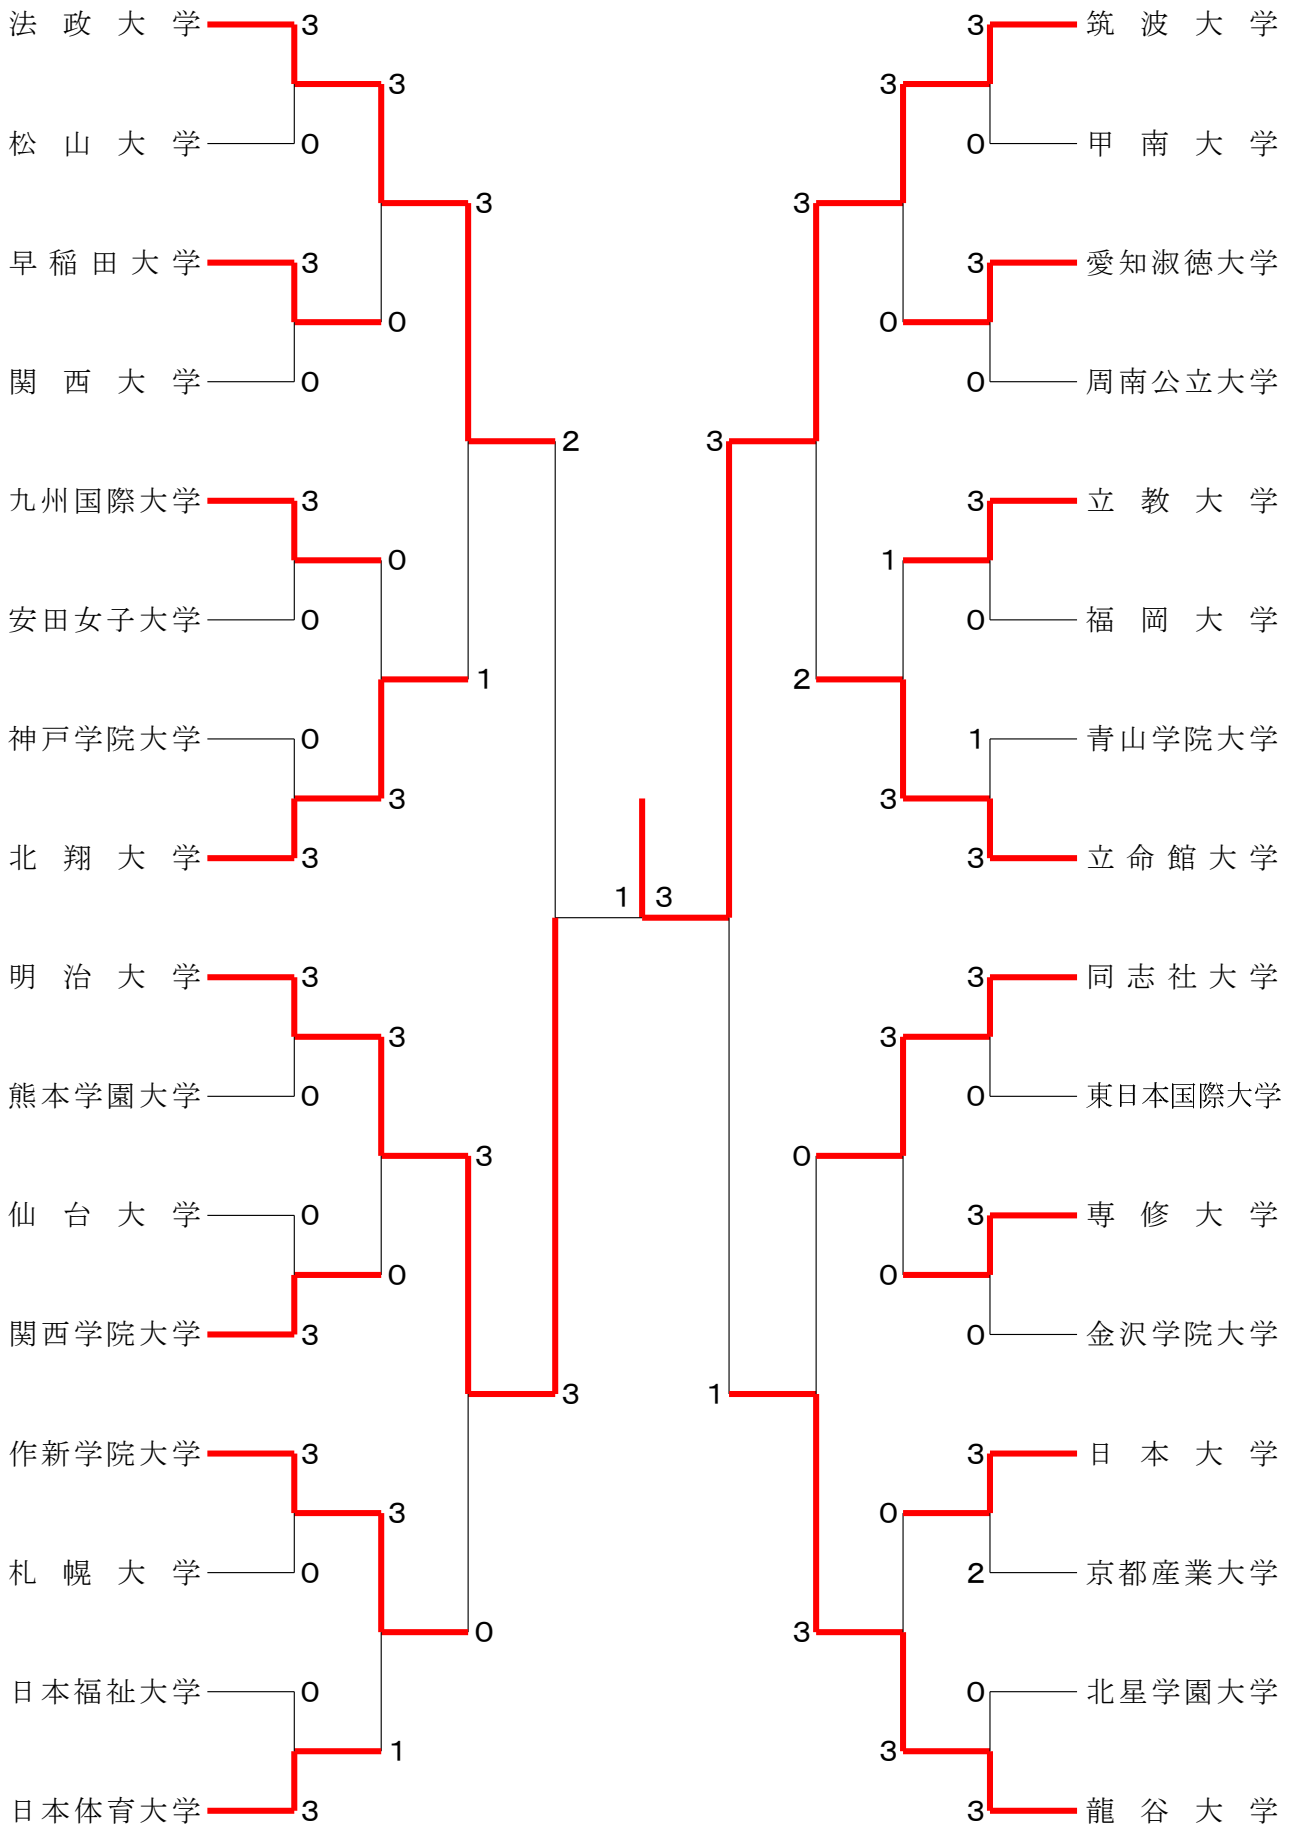 法政大学 3 3 筑波大学
3 3
松山大学 0 0 甲南大学
3 3
早稲田大学 3 3 愛知淑徳大学
0 0
関西大学 0 0 周南公立大学
2 3
九州国際大学 3 3 立教大学
0 1
安田女子大学 0 0 福岡大学
1 2
神戸学院大学 0 1 青山学院大学
3 3
北翔大学 3 3 立命館大学
1 3
明治大学 3 3 同志社大学
3 3
熊本学園大学 0 0 東日本国際大学
3 0
仙台大学 0 3 専修大学
0 0
関西学院大学 3 0 金沢学院大学
3 1
作新学院大学 3 3 日本大学
3 0
札幌大学 0 2 京都産業大学
0 3
日本福祉大学 0 0 北星学園大学
1 3
日本体育大学 3 3 龍谷大学